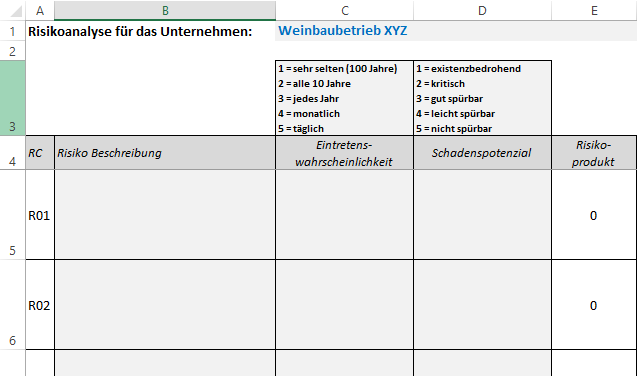 A B C D E
1 Risikoanalyse für das Unternehmen: Weinbaubetrieb XYZ
2
1 = sehr selten (100 Jahre) 1 = existenzbedrohend
2 = alle 10 Jahre 2 = kritisch
3 = jedes Jahr 3 = gut spürbar
4 = monatlich 4 = leicht spürbar
3 5 = täglich 5 = nicht spürbar
4 RC Risiko Beschreibung Eintretens- Schadenspotenzial Risiko-
wahrscheinlichkeit produkt
R01 0
5
R02 0
6